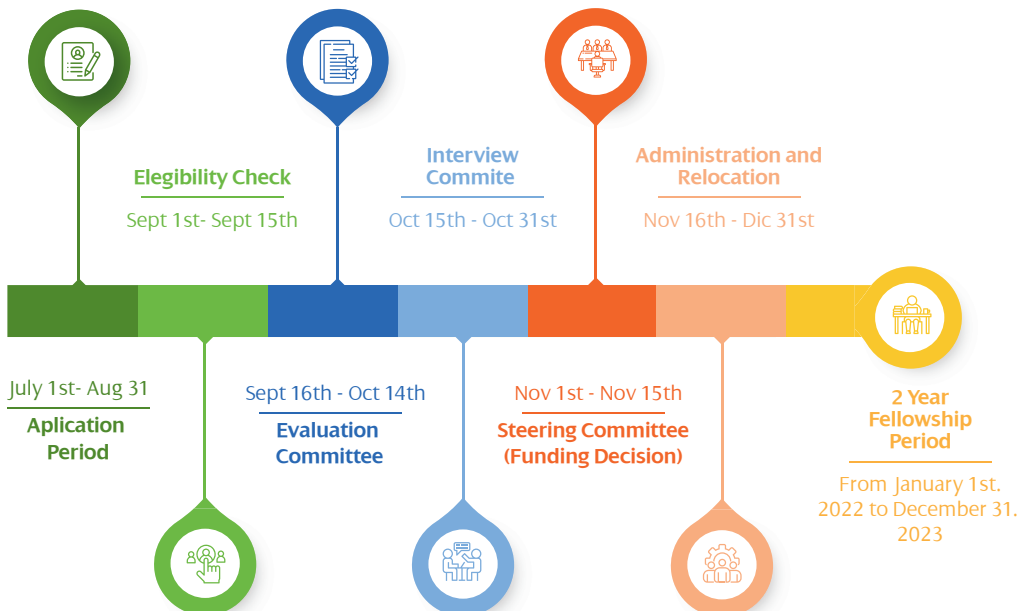 July 1st- Aug 31
Aplication
Period
Elegibility Check
Sept 1st- Sept 15th
Sept 16th - Oct 14th
Evaluation
Committee
Interview
Commite
Oct 15th - Oct 31st
Nov 1st - Nov 15th
Steering Committee
(Funding Decision)
Administration and
Relocation
Nov 16th - Dic 31st
2 Year
Fellowship
Period
From January 1st.
2022 to December 31.
2023